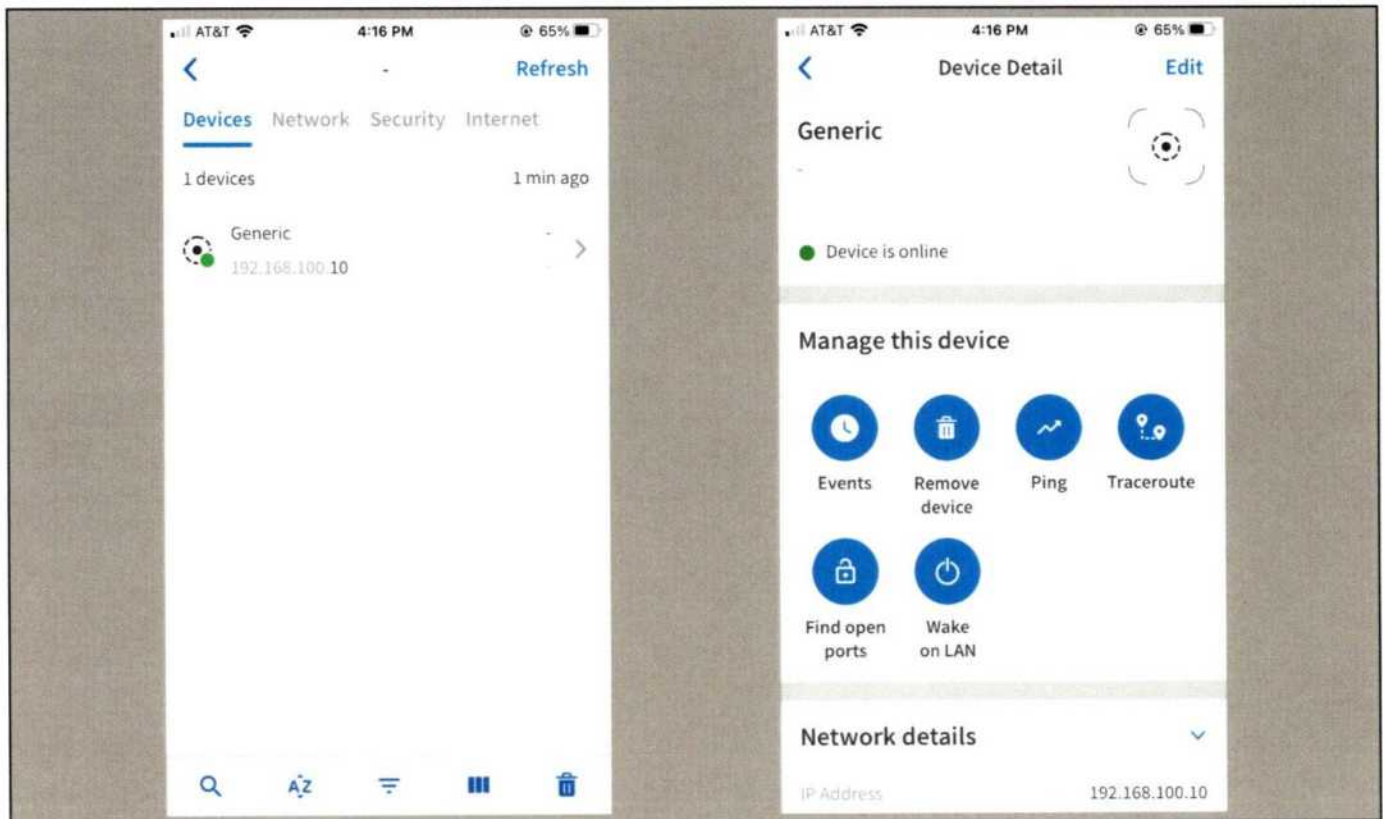 AT&T 4:16 PM 65%
- Refresh
Devices Network Security Internet
1 devices 1 min ago
Generic -
192.168.100.10 -
A Z
AT&T 4:16 PM 65%
Device Detail Edit
Generic
-
Device is online
Manage this device
Events Remove device Ping Traceroute
Find open ports Wake on LAN
Network details
IP Address 192.168.100.10